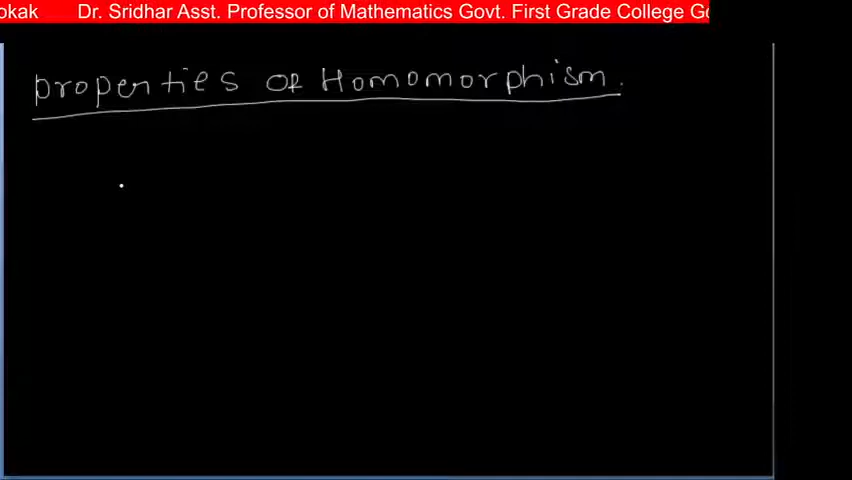 okak Dr. Sridhar Asst. Professor of Mathematics Govt. First Grade College Go
properties of Homomorphism.